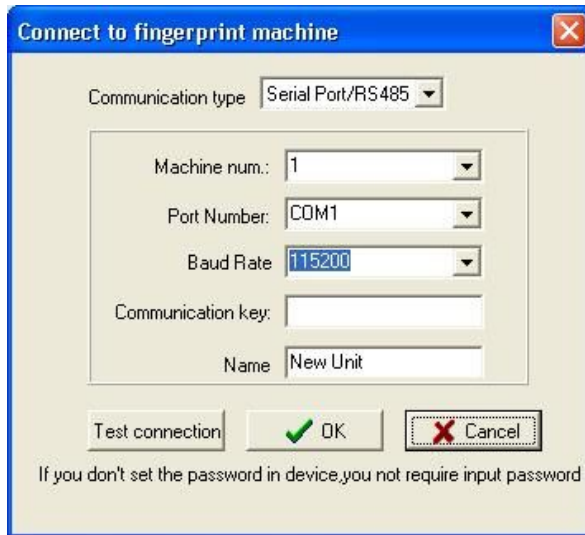 Connect to fingerprint machine
Communication type Serial Port/RS485
Machine num.: 1
Port Number: COM1
Baud Rate 115200
Communication key:
Name New Unit
Test connection OK Cancel
If you don't set the password in device,you not require input password